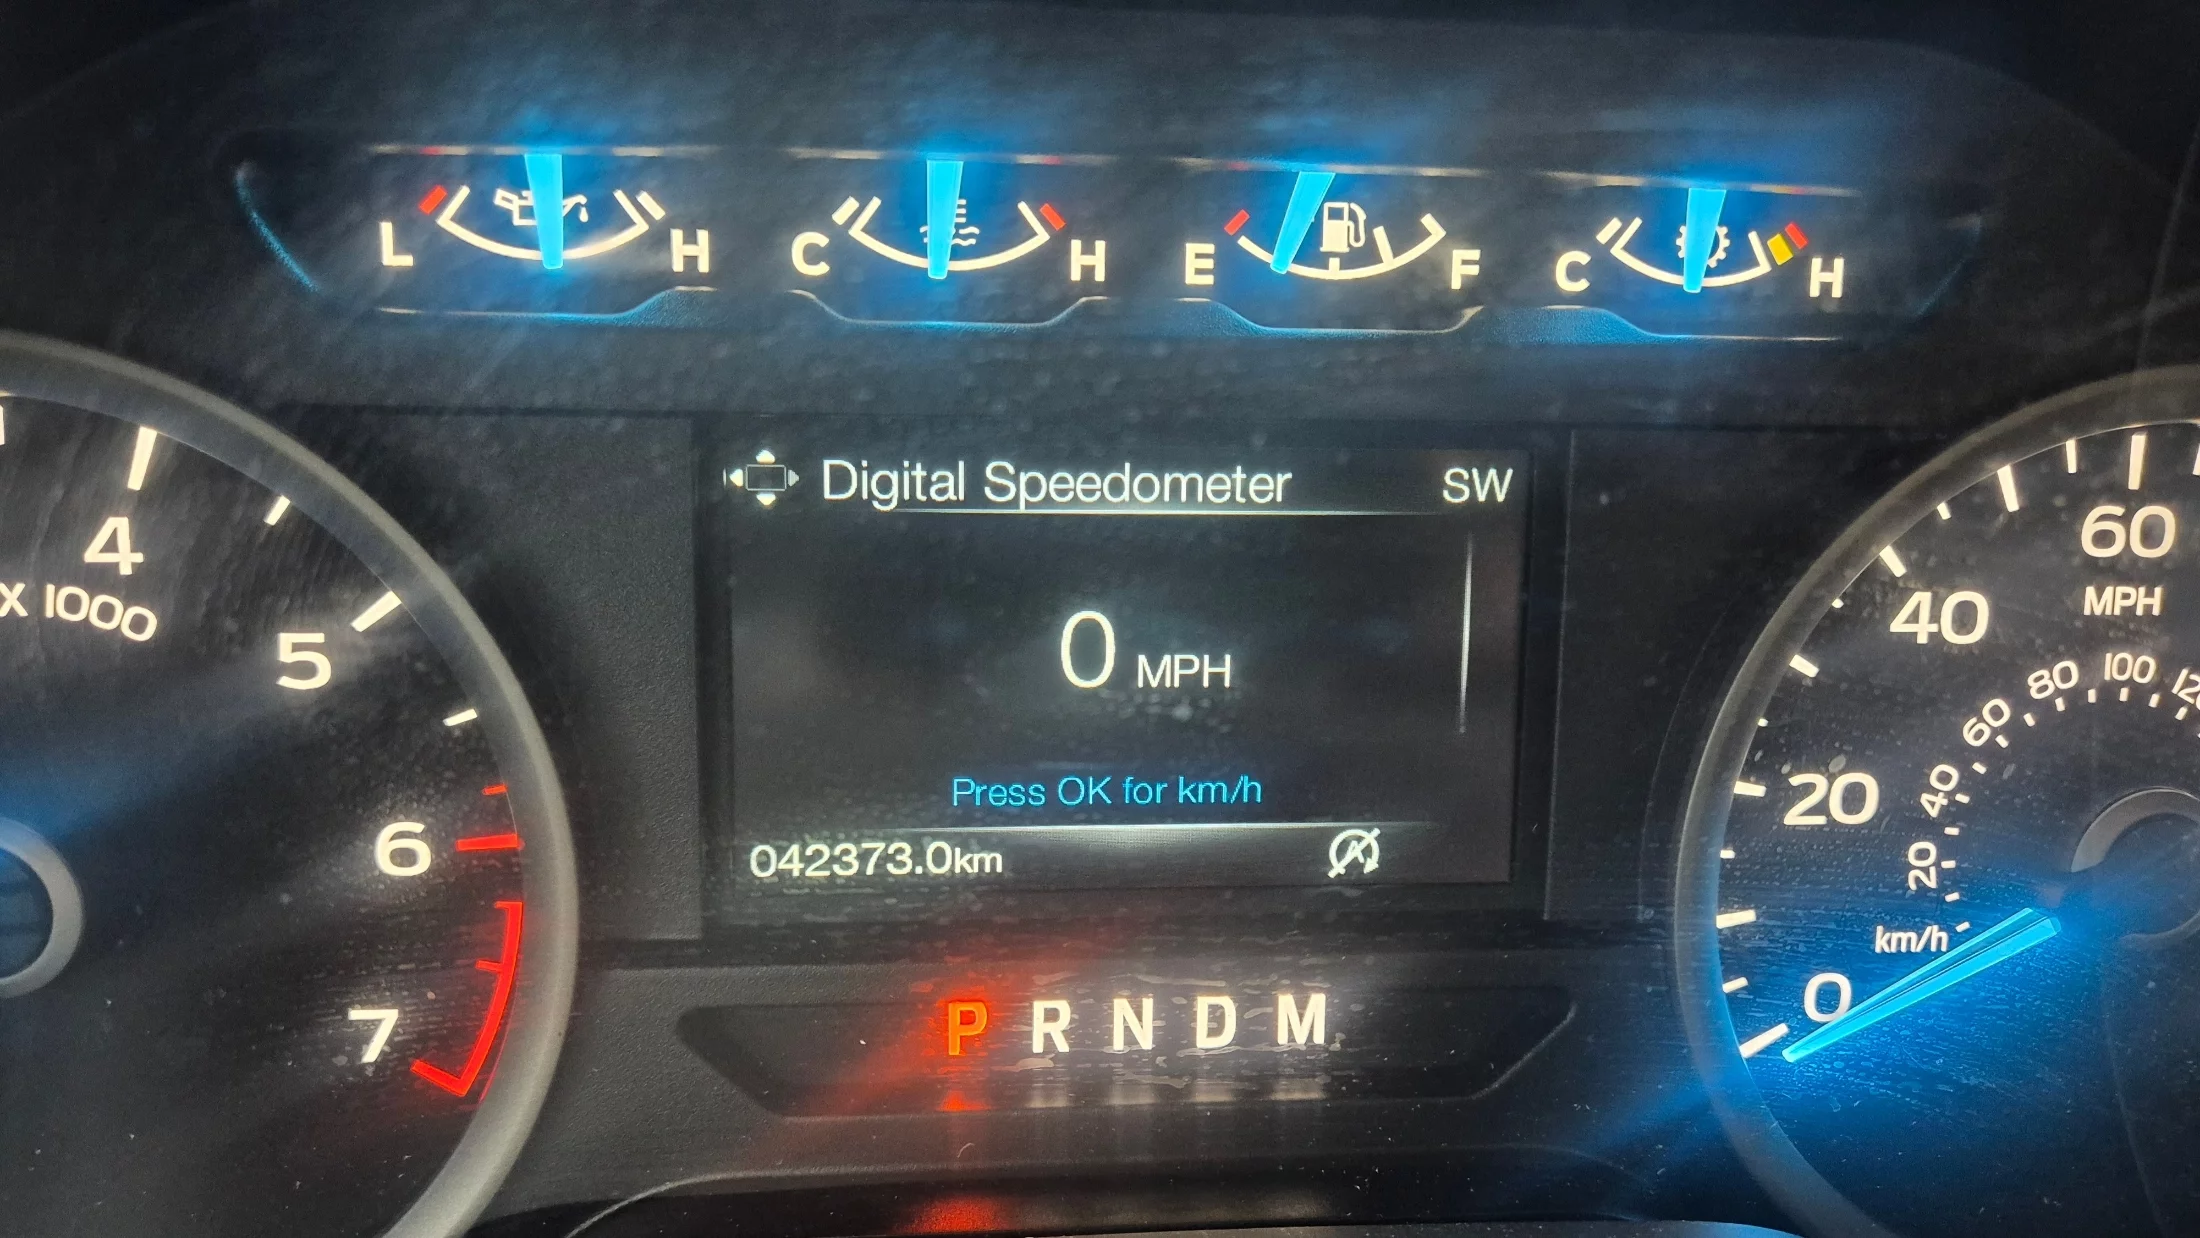 L H C H E F C H
Digital Speedometer SW
0 MPH
Press OK for km/h
042373.0km
P R N D M
4
X 1000
5
6
7
60
MPH
40
20
0
100
80
60
40
20
km/h